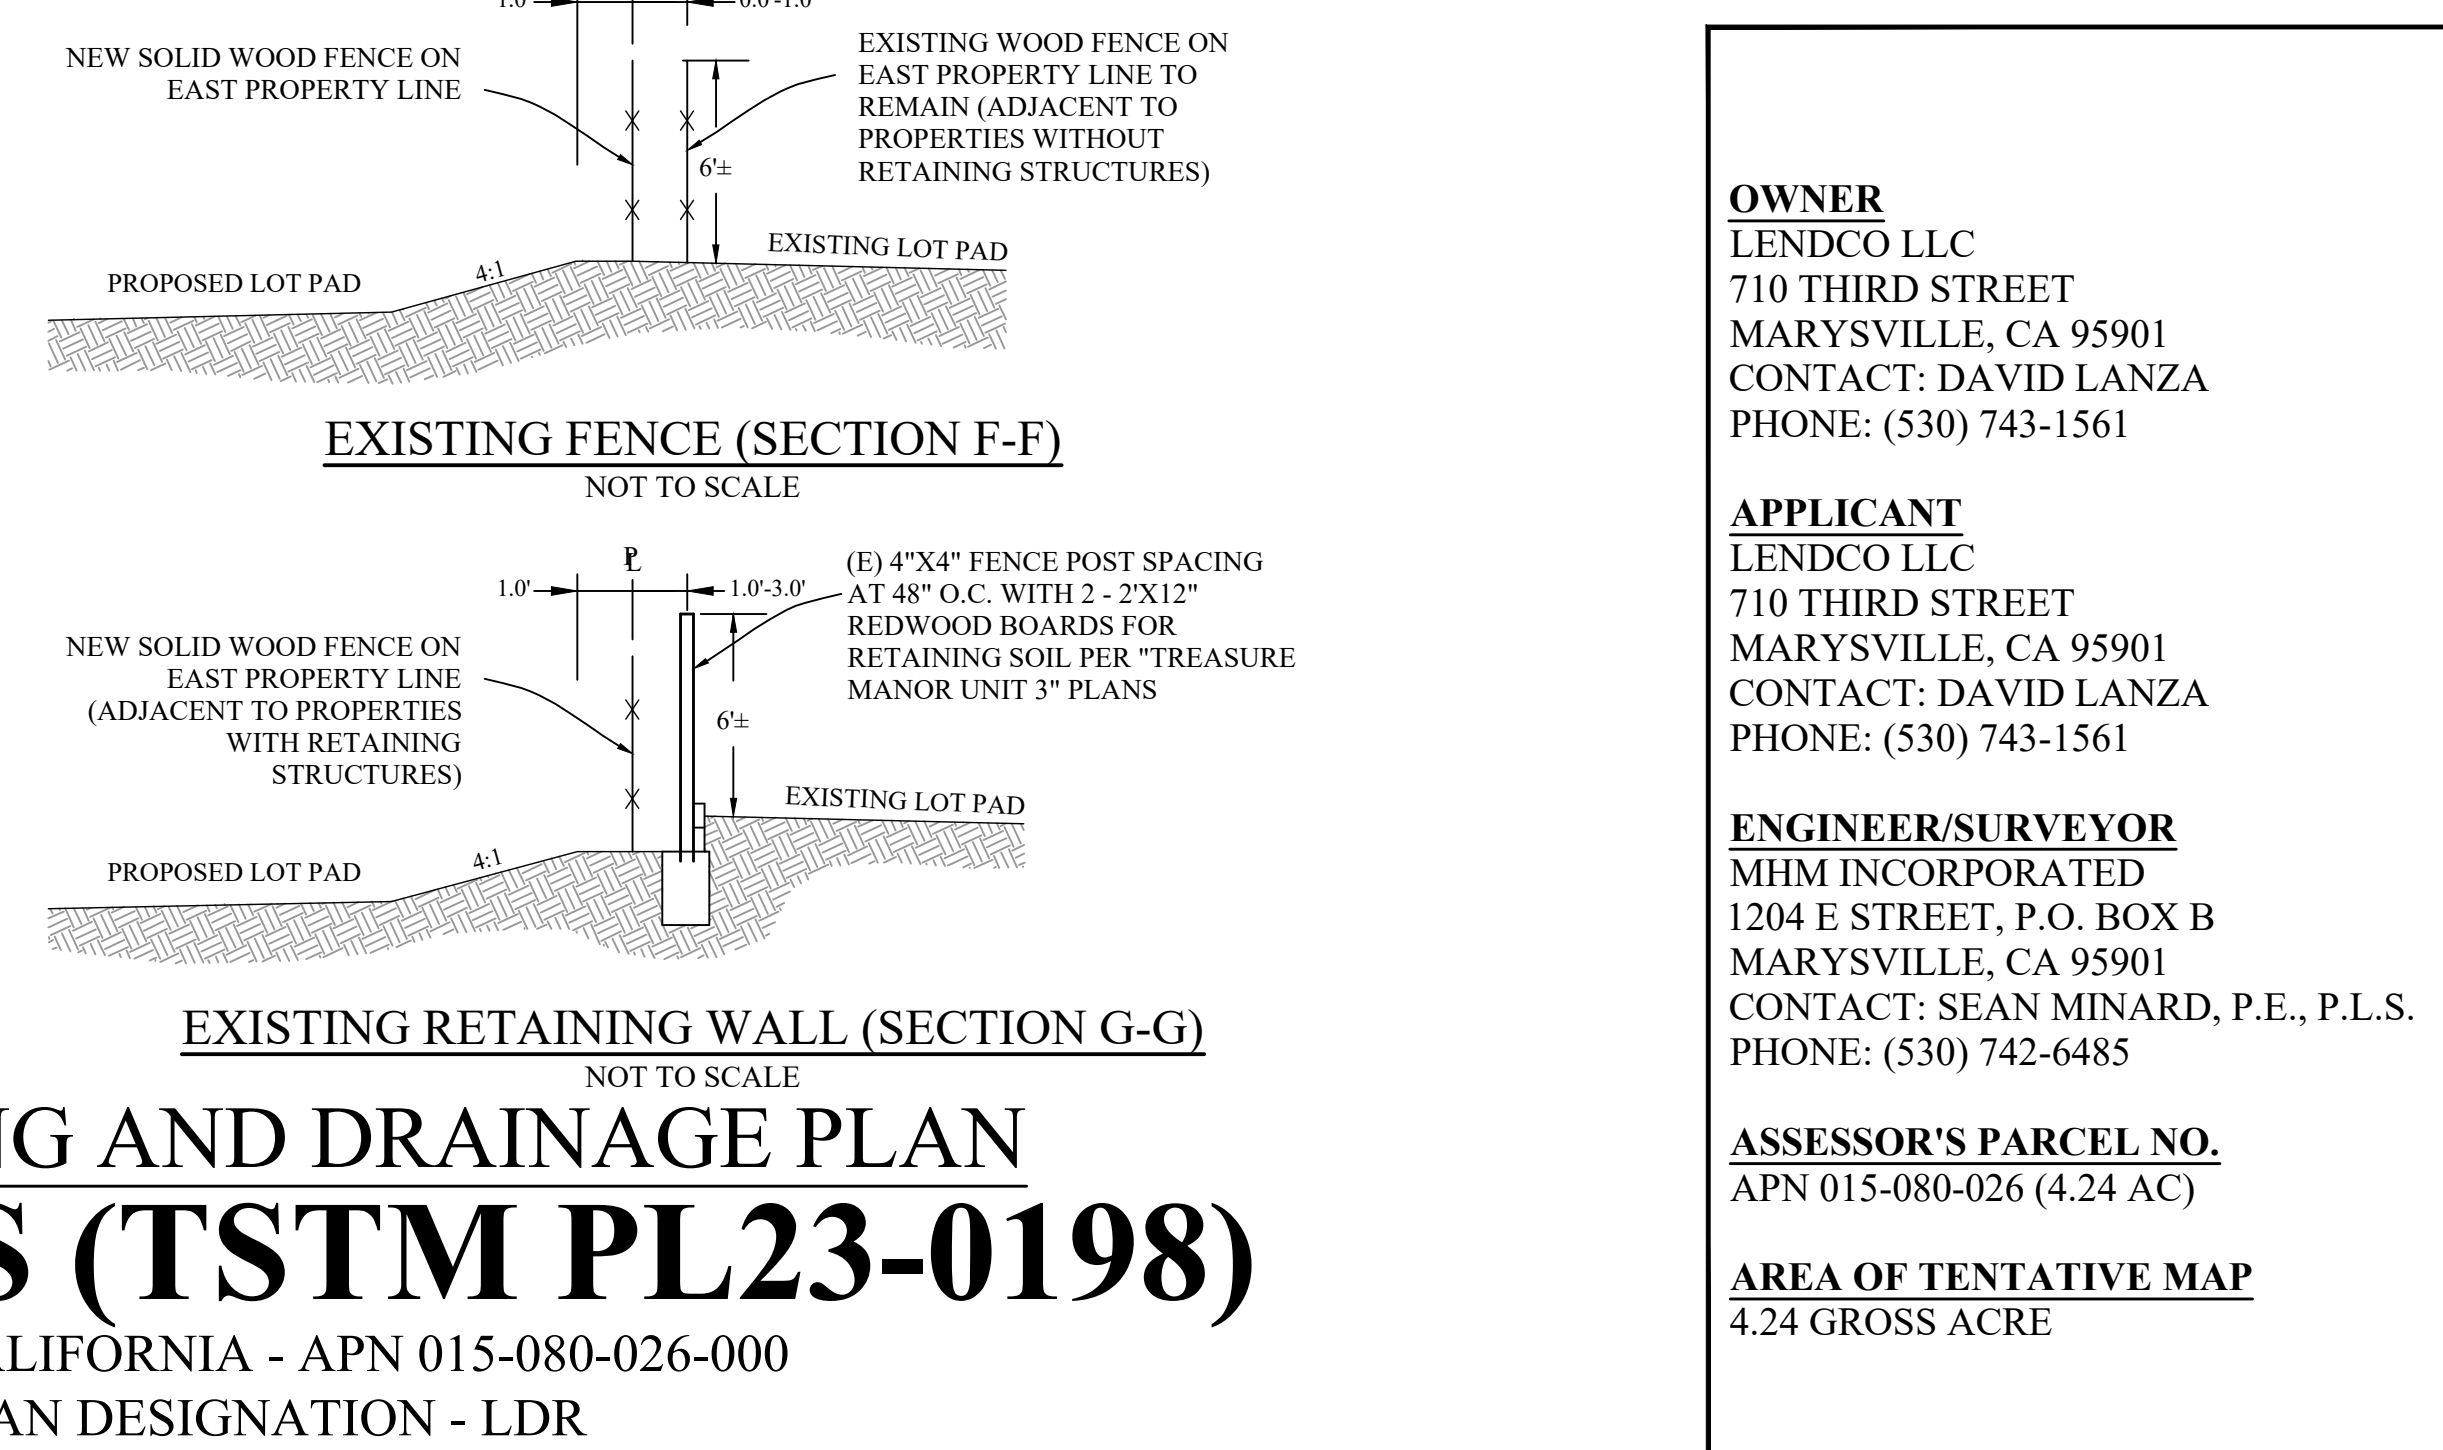 1.0'
0.0'-1.0'
NEW SOLID WOOD FENCE ON
EAST PROPERTY LINE
EXISTING WOOD FENCE ON
EAST PROPERTY LINE TO
REMAIN (ADJACENT TO
PROPERTIES WITHOUT
RETAINING STRUCTURES)
6'±
EXISTING LOT PAD
4:1
PROPOSED LOT PAD
EXISTING FENCE (SECTION F-F)
NOT TO SCALE
PL
1.0'
1.0'-3.0'
(E) 4"X4" FENCE POST SPACING
AT 48" O.C. WITH 2 - 2'X12"
REDWOOD BOARDS FOR
RETAINING SOIL PER "TREASURE
MANOR UNIT 3" PLANS
NEW SOLID WOOD FENCE ON
EAST PROPERTY LINE
(ADJACENT TO PROPERTIES
WITH RETAINING
STRUCTURES)
6'±
EXISTING LOT PAD
4:1
PROPOSED LOT PAD
EXISTING RETAINING WALL (SECTION G-G)
NOT TO SCALE
NG AND DRAINAGE PLAN
S (TSTM PL23-0198)
ALIFORNIA - APN 015-080-026-000
AN DESIGNATION - LDR
OWNER
LENDCO LLC
710 THIRD STREET
MARYSVILLE, CA 95901
CONTACT: DAVID LANZA
PHONE: (530) 743-1561
APPLICANT
LENDCO LLC
710 THIRD STREET
MARYSVILLE, CA 95901
CONTACT: DAVID LANZA
PHONE: (530) 743-1561
ENGINEER/SURVEYOR
MHM INCORPORATED
1204 E STREET, P.O. BOX B
MARYSVILLE, CA 95901
CONTACT: SEAN MINARD, P.E., P.L.S.
PHONE: (530) 742-6485
ASSESSOR'S PARCEL NO.
APN 015-080-026 (4.24 AC)
AREA OF TENTATIVE MAP
4.24 GROSS ACRE